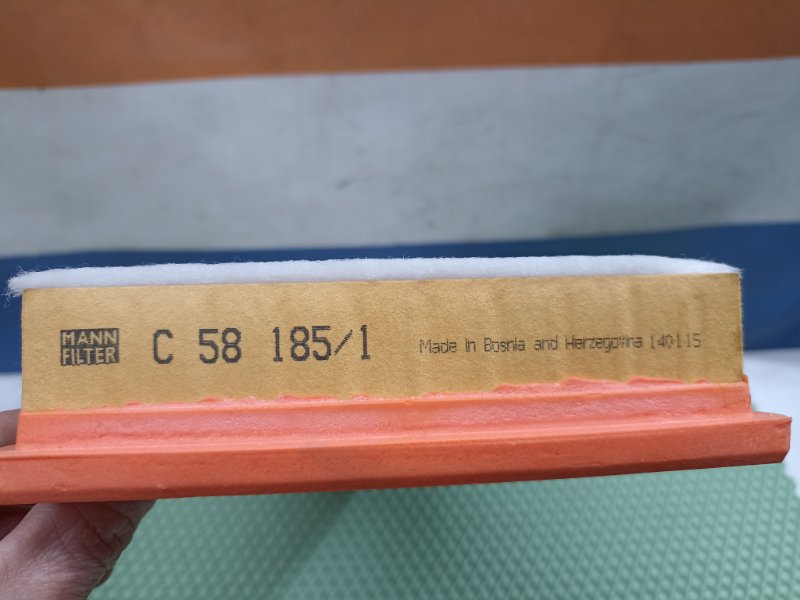 MANN
FILTER
C 58 185/1
Made in Bosnia and Herzegovina 140115